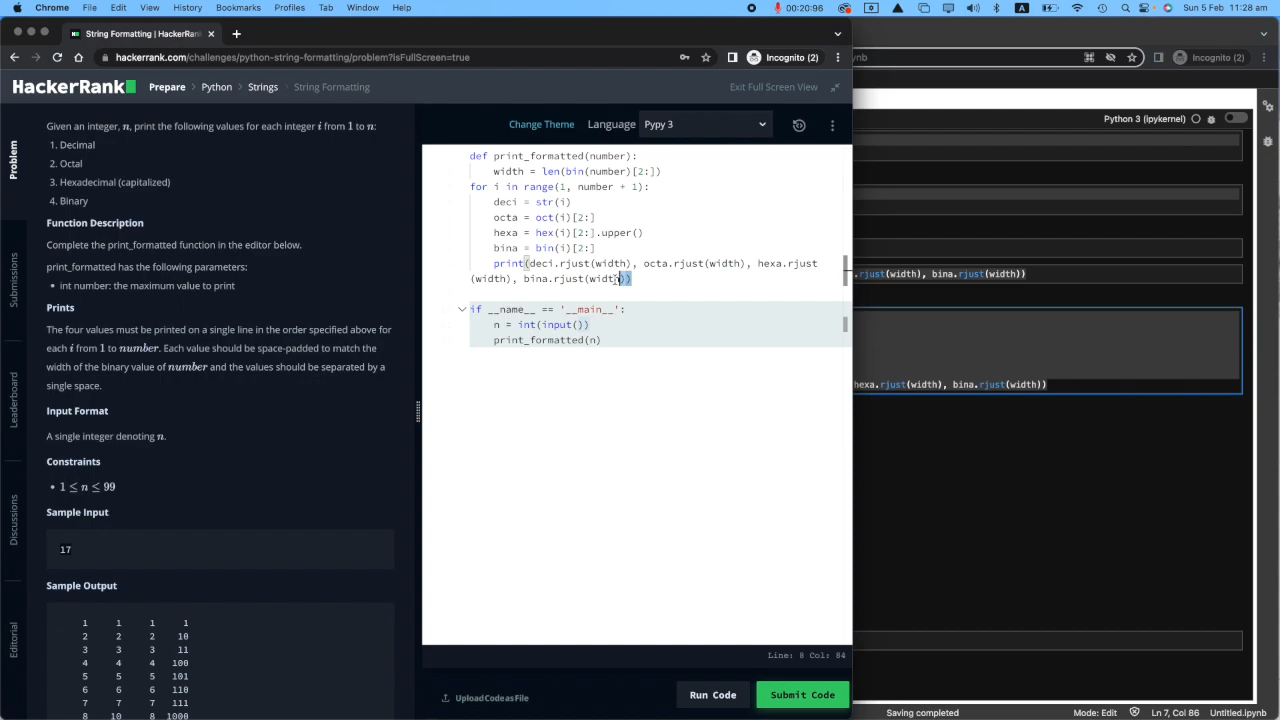 Chrome File Edit View History Bookmarks Profiles Tab Window Help
00:20:96
A
Sun 5 Feb 11:28 am
String Formatting | HackerRank
hackerrank.com/challenges/python-string-formatting/problem?isFullScreen=true
Incognito (2)
ynb
Incognito (2)
HackerRank
Prepare > Python > Strings > String Formatting
Exit Full Screen View
Problem
Submissions
Leaderboard
Discussions
Editorial
Given an integer, n, print the following values for each integer i from 1 to n:
1. Decimal
2. Octal
3. Hexadecimal (capitalized)
4. Binary
Function Description
Complete the print_formatted function in the editor below.
print_formatted has the following parameters:
• int number: the maximum value to print
Prints
The four values must be printed on a single line in the order specified above for
each i from 1 to number. Each value should be space-padded to match the
width of the binary value of number and the values should be separated by a
single space.
Input Format
A single integer denoting n.
Constraints
• 1 ≤ n ≤ 99
Sample Input
17
Sample Output
1 1 1 1
2 2 2 10
3 3 3 11
4 4 4 100
5 5 5 101
6 6 6 110
7 7 7 111
8 10 8 1000
Change Theme Language Pypy 3
def print_formatted(number):
width = len(bin(number)[2:])
for i in range(1, number + 1):
deci = str(i)
octa = oct(i)[2:]
hexa = hex(i)[2:].upper()
bina = bin(i)[2:]
print(deci.rjust(width), octa.rjust(width), hexa.rjust
(width), bina.rjust(width))
if __name__ == '__main__':
n = int(input())
print_formatted(n)
Line: 8 Col: 84
Upload Code as File
Run Code
Submit Code
Python 3 (ipykernel)
.rjust(width), bina.rjust(width))
hexa.rjust(width), bina.rjust(width))
Saving completed
Mode: Edit
Ln 7, Col 86
Untitled.ipynb